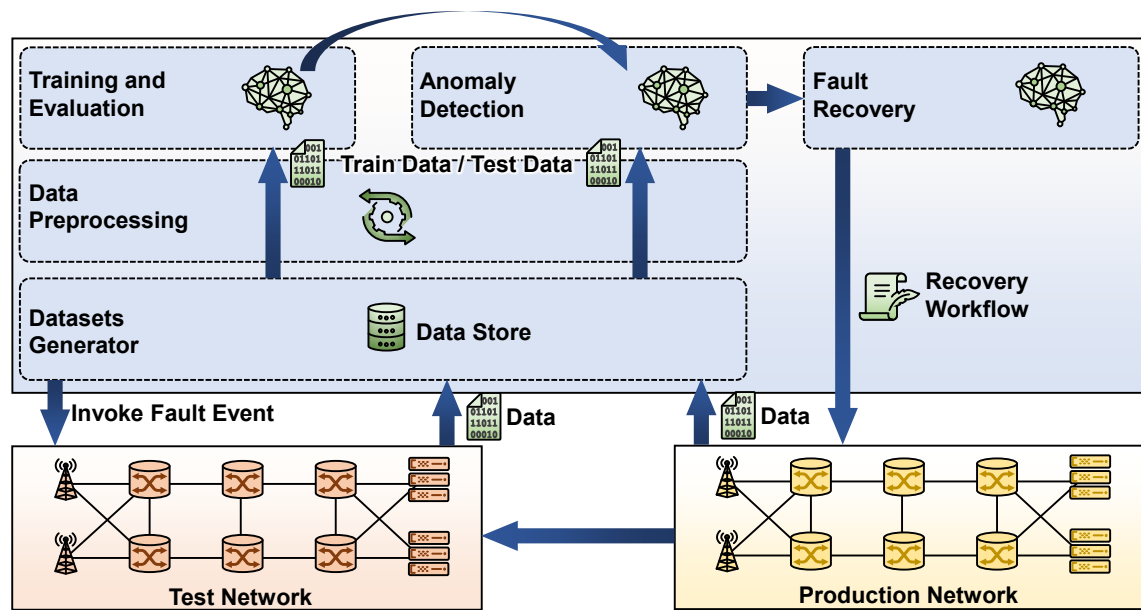 Training and
Evaluation
Anomaly
Detection
Fault
Recovery
001
01101
11011
00010
Train Data / Test Data
001
01101
11011
00010
Data
Preprocessing
Datasets
Generator
Data Store
Recovery
Workflow
Invoke Fault Event
001
01101
11011
00010
Data
001
01101
11011
00010
Data
Test Network
Production Network